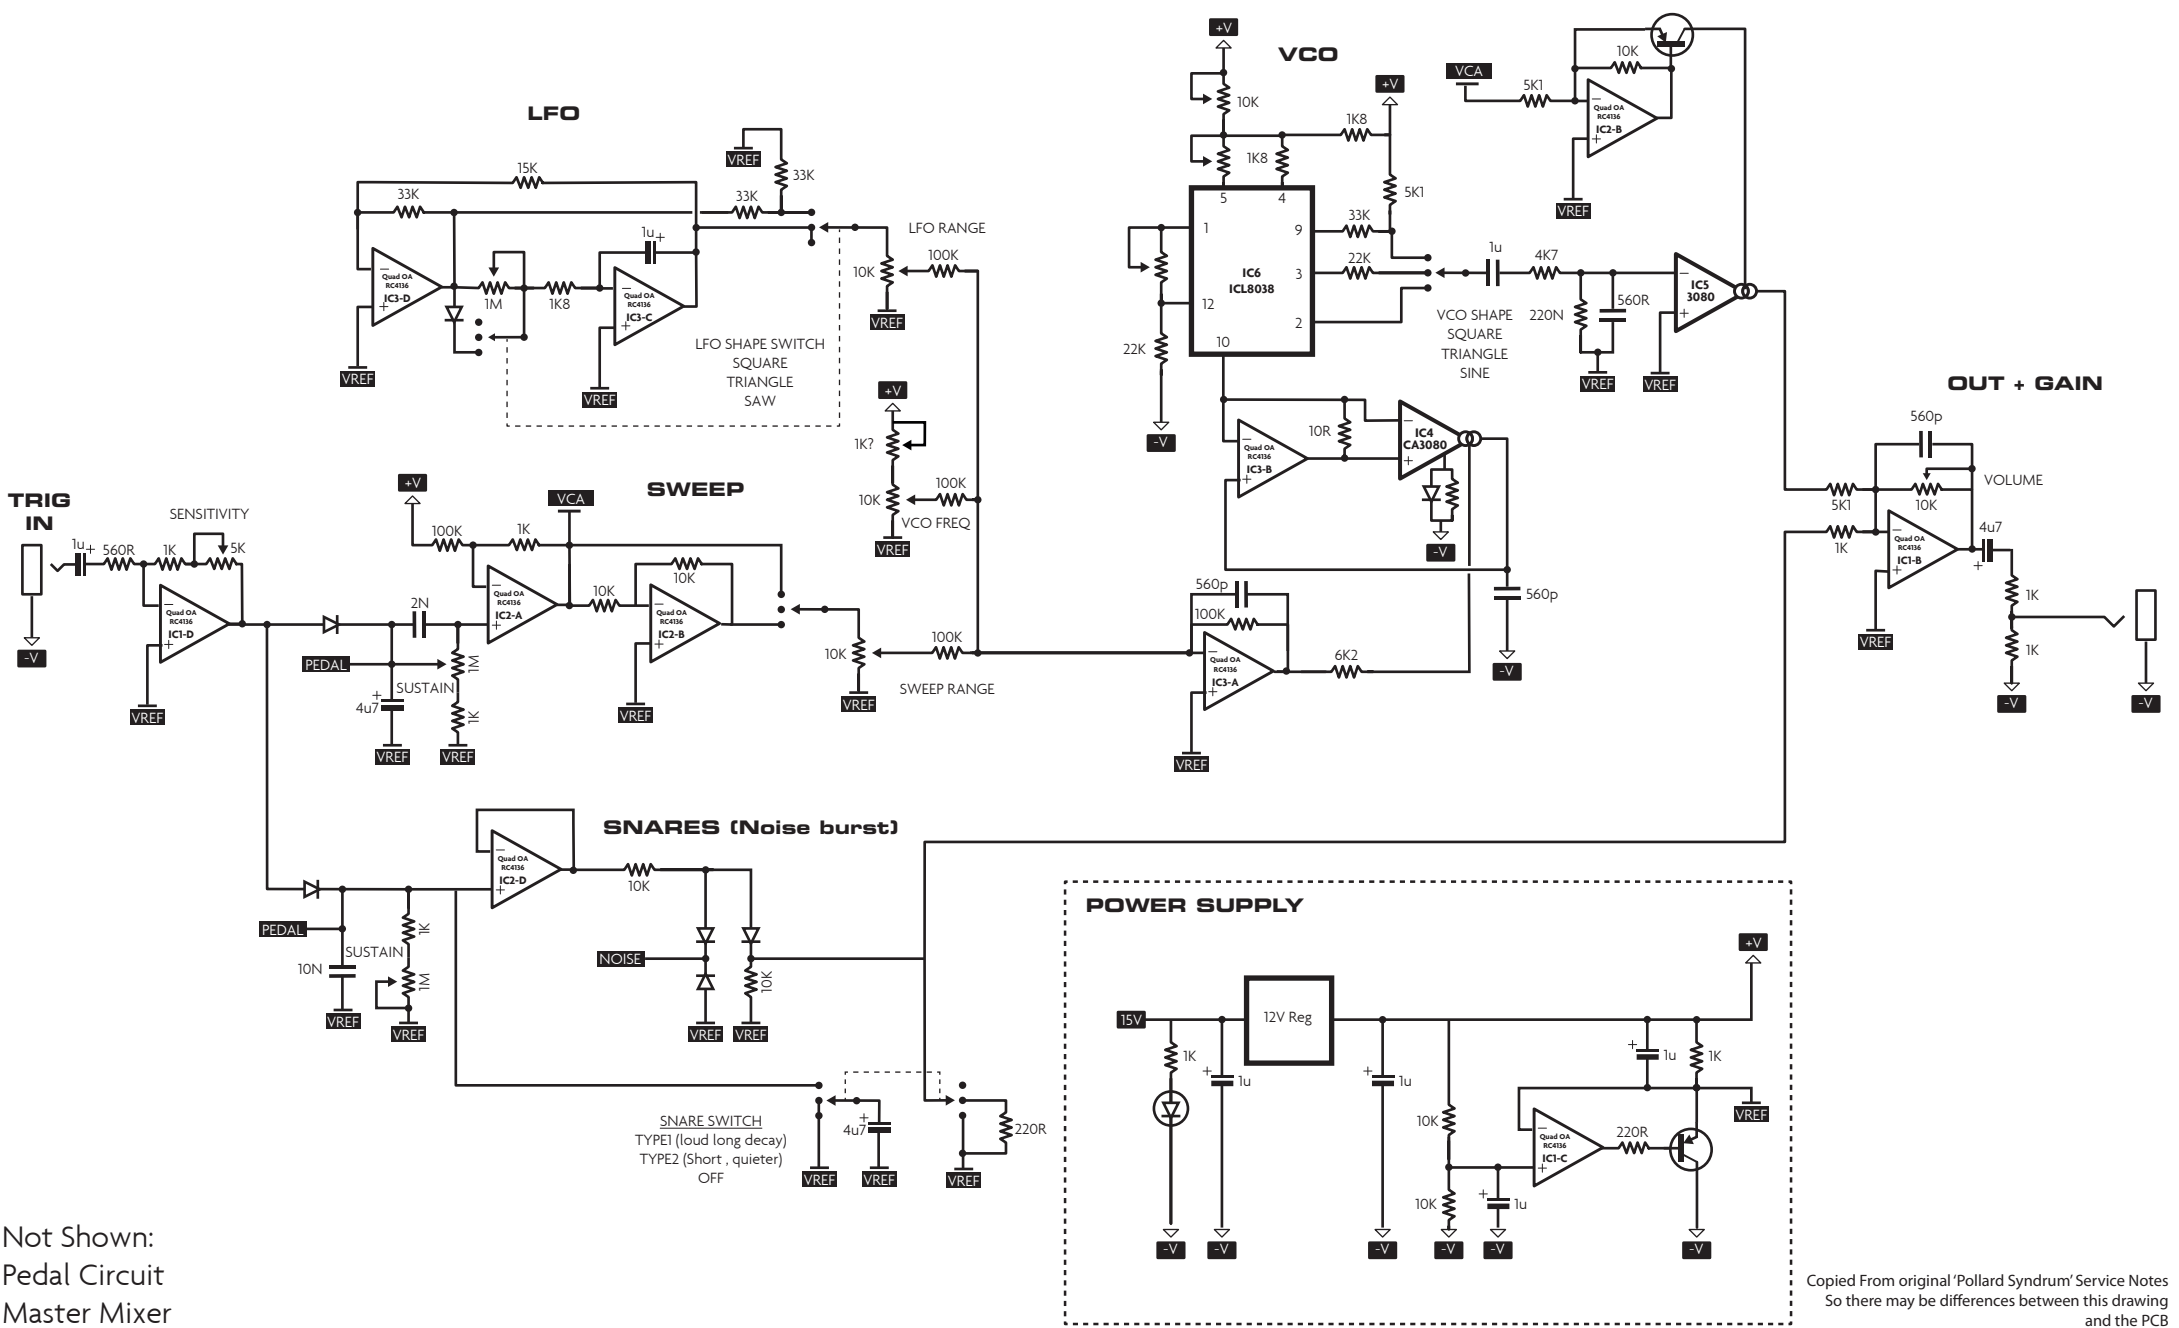 +V
VCO
10K
1K8
1K8
+V
5K1
5
4
1
9
33K
3
22K
12
2
10
IC6
ICL8038
22K
-V
1u
4K7
220N
560R
VREF
VCO SHAPE
SQUARE
TRIANGLE
SINE
IC5
3080
VREF
VCA
5K1
10K
Quad OA
RC4136
IC2-B
VREF
LFO
15K
33K
Quad OA
RC4136
IC3-D
VREF
1M
1K8
1u
+
Quad OA
RC4136
IC3-C
VREF
VREF
33K
33K
LFO SHAPE SWITCH
SQUARE
TRIANGLE
SAW
LFO RANGE
10K
100K
VREF
+V
1K?
10K
100K
VCO FREQ
VREF
10R
Quad OA
RC4136
IC3-B
IC4
CA3080
-V
560p
-V
560p
100K
Quad OA
RC4136
IC3-A
VREF
6K2
TRIG
IN
-V
1u
+
560R
SENSITIVITY
1K
5K
Quad OA
RC4136
IC1-D
VREF
SWEEP
+V
100K
1K
VCA
2N
PEDAL
SUSTAIN
1M
1K
+
4u7
VREF
VREF
Quad OA
RC4136
IC2-A
10K
10K
Quad OA
RC4136
IC2-B
VREF
10K
100K
SWEEP RANGE
VREF
OUT + GAIN
560p
VOLUME
10K
5K1
1K
Quad OA
RC4136
IC1-B
VREF
4u7
+
1K
1K
-V
-V
SNARES (Noise burst)
Quad OA
RC4136
IC2-D
10K
PEDAL
SUSTAIN
1K
1M
10N
VREF
VREF
NOISE
10K
VREF
VREF
SNARE SWITCH
TYPE1 (loud long decay)
TYPE2 (Short , quieter)
OFF
+
4u7
VREF
VREF
220R
VREF
POWER SUPPLY
15V
12V Reg
+V
1K
+
1u
+
1u
10K
10K
+
1u
+
1u
1K
Quad OA
RC4136
IC1-C
220R
VREF
-V
-V
-V
-V
-V
-V
Not Shown:
Pedal Circuit
Master Mixer
Copied From original 'Pollard Syndrum' Service Notes
So there may be differences between this drawing
and the PCB